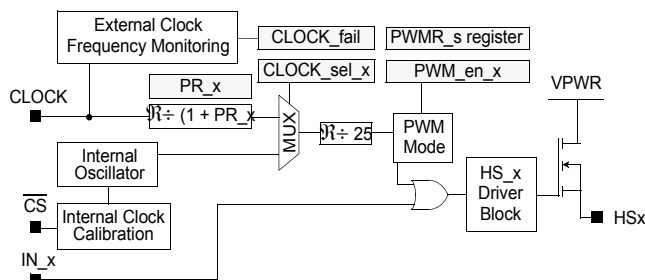 External Clock
Frequency Monitoring
CLOCK_fail
PWMR_s register
PR_x
CLOCK_sel_x
PWM_en_x
VPWR
CLOCK
ℜ÷ (1 + PR_x
MUX
ℜ÷ 25
PWM
Mode
Internal
Oscillator
HS_x
Driver
Block
CS
Internal Clock
Calibration
HSx
IN_x